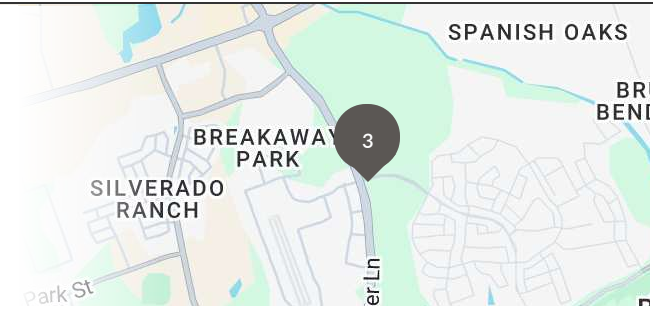 SPANISH OAKS
BREAKAWAY
PARK
3
SILVERADO
RANCH
Park St